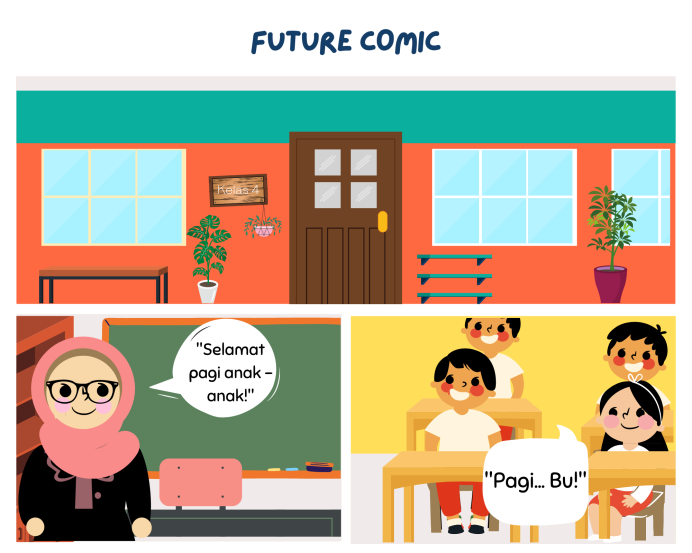 FUTURE COMIC
Kelas 4
"Selamat
pagi anak -
anak!"
"Pagi... Bu!"